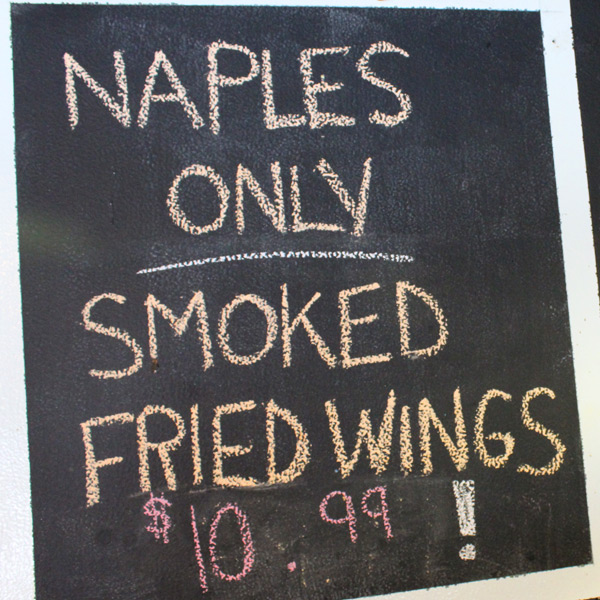 NAPLES
ONLY
SMOKED
FRIED WINGS
$10.99 !